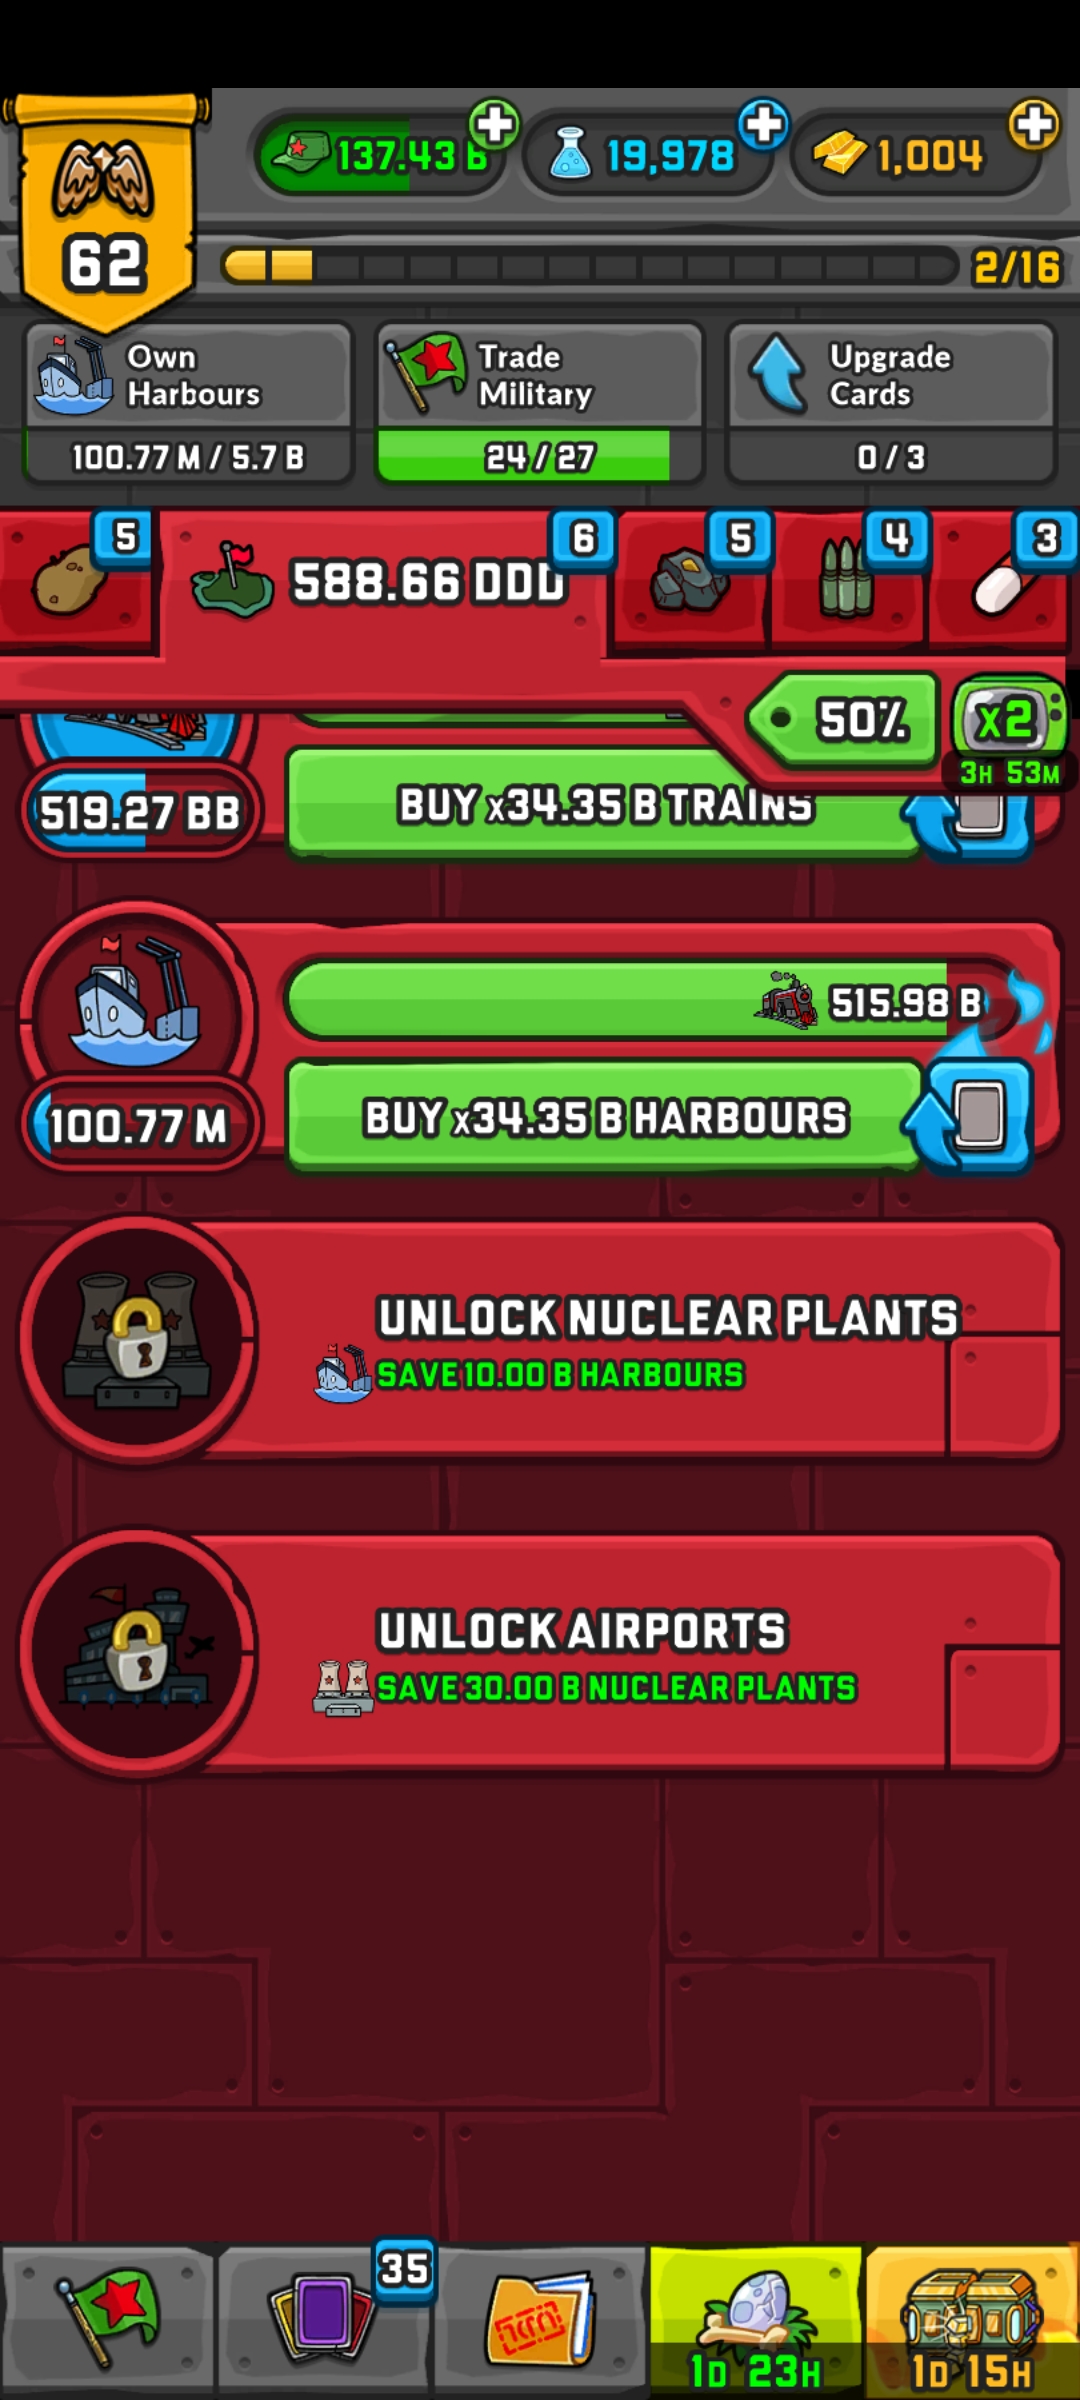 137.43 B
19,978
1,004
62
2/16
Own
Harbours
100.77 M / 5.7 B
Trade
Military
24 / 27
Upgrade
Cards
0 / 3
5
588.66 DDD
6
5
4
3
50%
x2
3H 53M
519.27 BB
BUY x34.35 B TRAINS
515.98 B
100.77 M
BUY x34.35 B HARBOURS
UNLOCK NUCLEAR PLANTS
SAVE 10.00 B HARBOURS
UNLOCK AIRPORTS
SAVE 30.00 B NUCLEAR PLANTS
35
1D 23H
1D 15H